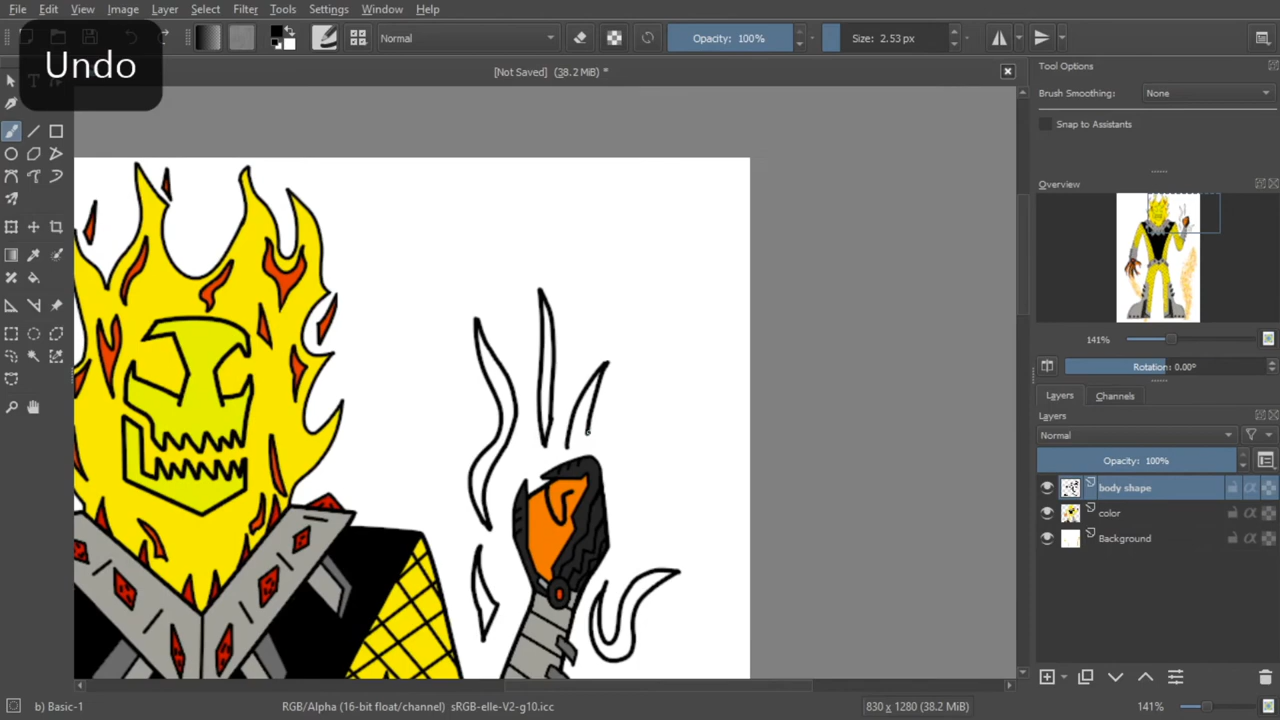 File Edit View Image Layer Select Filter Tools Settings Window Help
Undo
Normal
Opacity: 100%
Size: 2.53 px
[Not Saved] (38.2 MiB) *
Tool Options
Brush Smoothing: None
Snap to Assistants
Overview
141%
Rotation: 0.00°
Layers Channels
Layers
Normal
Opacity: 100%
body shape
color
Background
b) Basic-1
RGB/Alpha (16-bit float/channel) sRGB-elle-V2-g10.icc
830 x 1280 (38.2 MiB)
141%